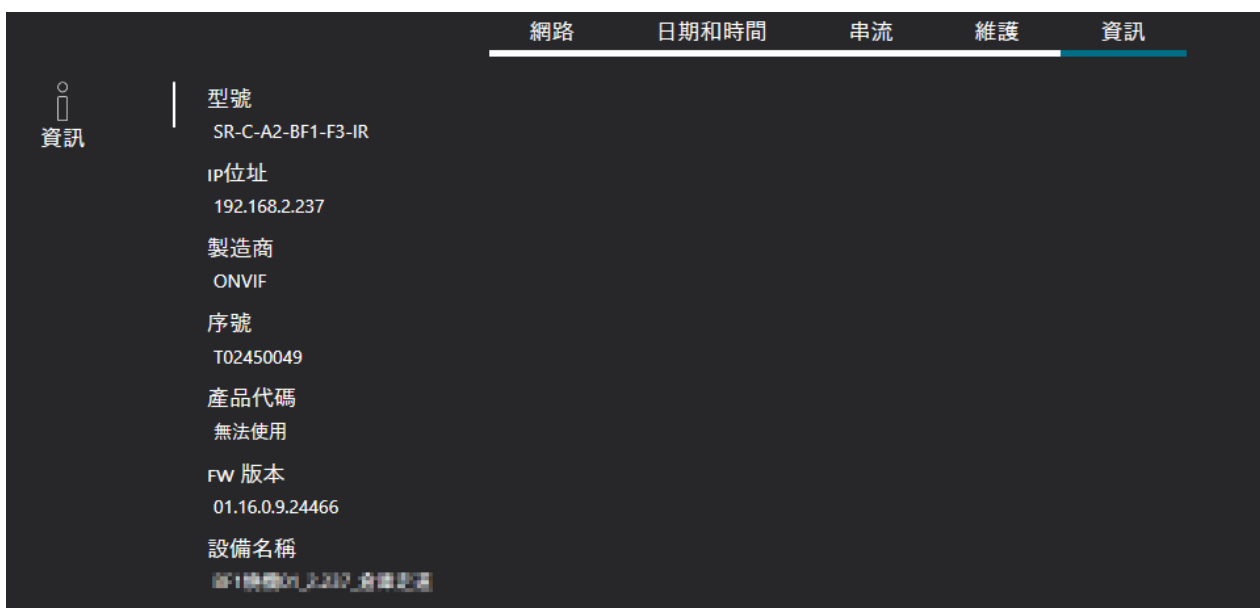 網路 日期和時間 串流 維護 資訊
資訊
型號
SR-C-A2-BF1-F3-IR
IP位址
192.168.2.237
製造商
ONVIF
序號
T02450049
產品代碼
無法使用
FW 版本
01.16.0.9.24466
設備名稱